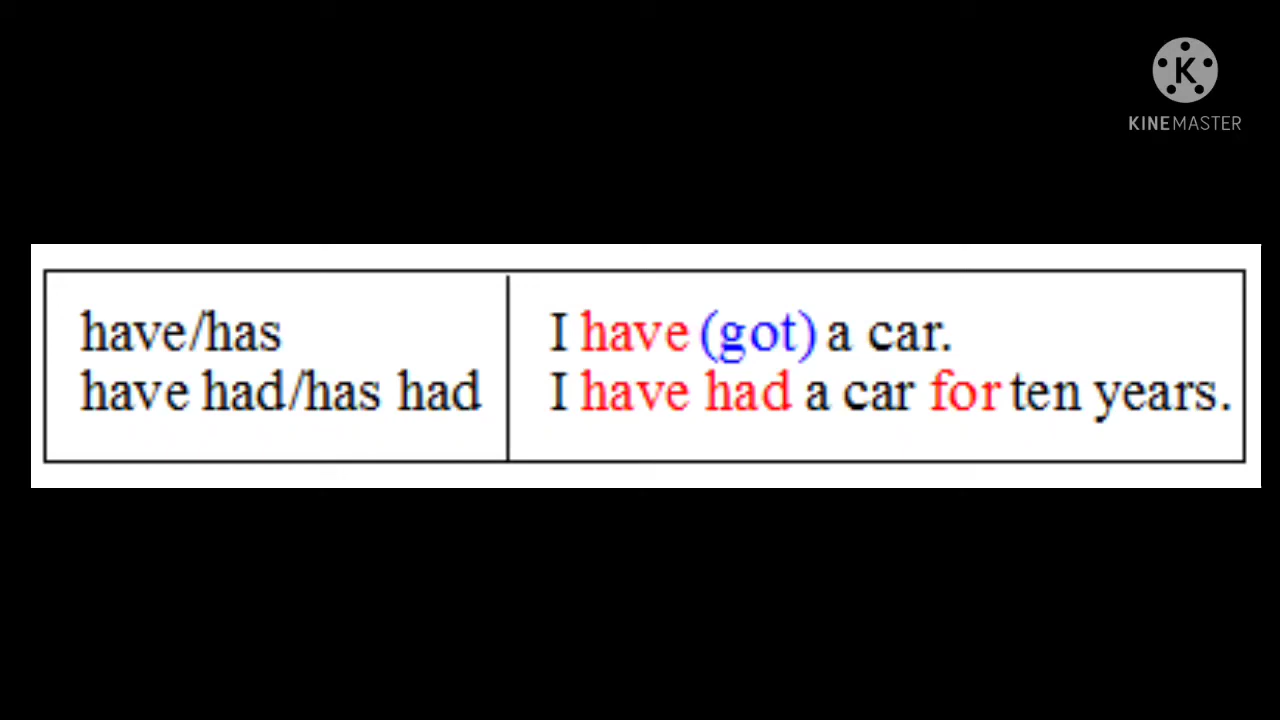 K
KINEMASTER
have/has
I have (got) a car.
have had/has had
I have had a car for ten years.